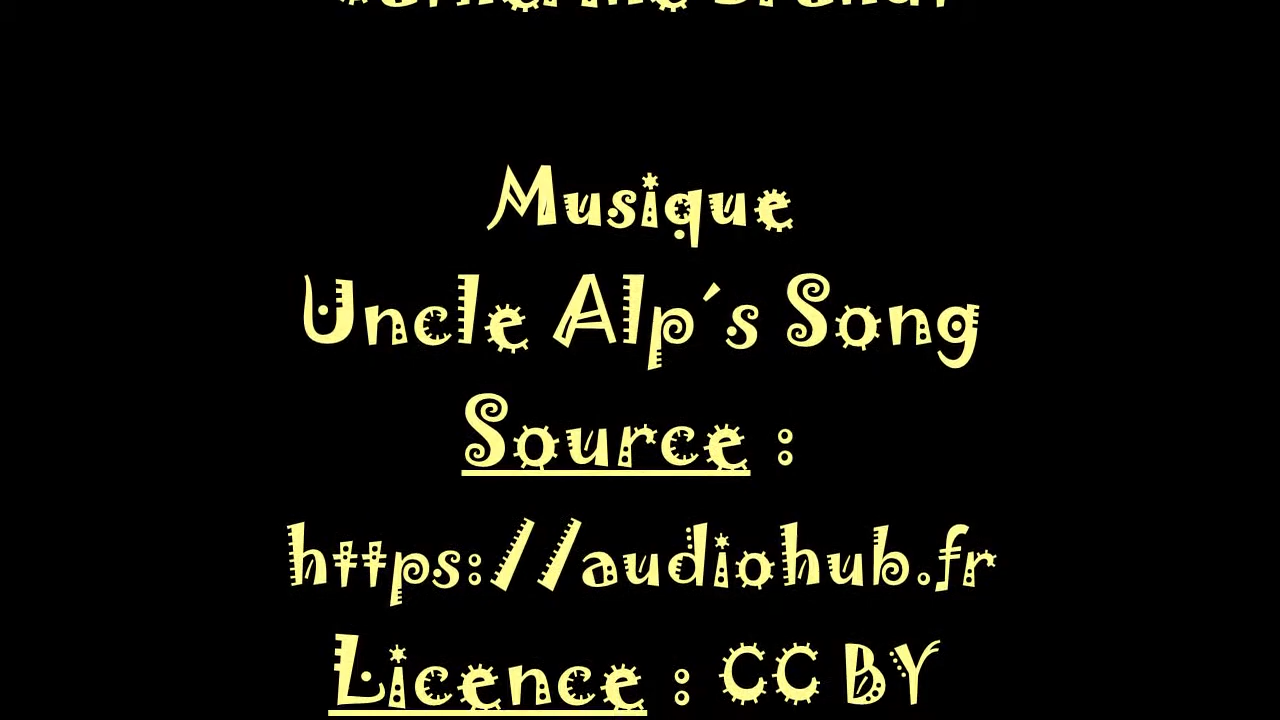 Musique
Uncle Alp's Song
Source :
https://audiohub.fr
Licence : CC BY